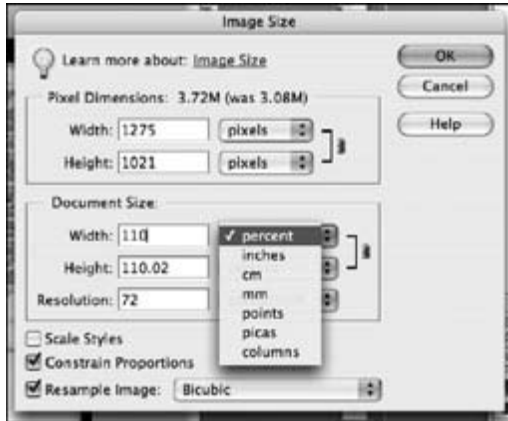 Image Size
Learn more about: Image Size
OK
Cancel
Help
Pixel Dimensions: 3.72M (was 3.08M)
Width: 1275 pixels
Height: 1021 pixels
Document Size:
Width: 110 ✓ percent
inches
Height: 110.02 cm
mm
Resolution: 72
points
picas
columns
Scale Styles
Constrain Proportions
Resample Image: Bicubic